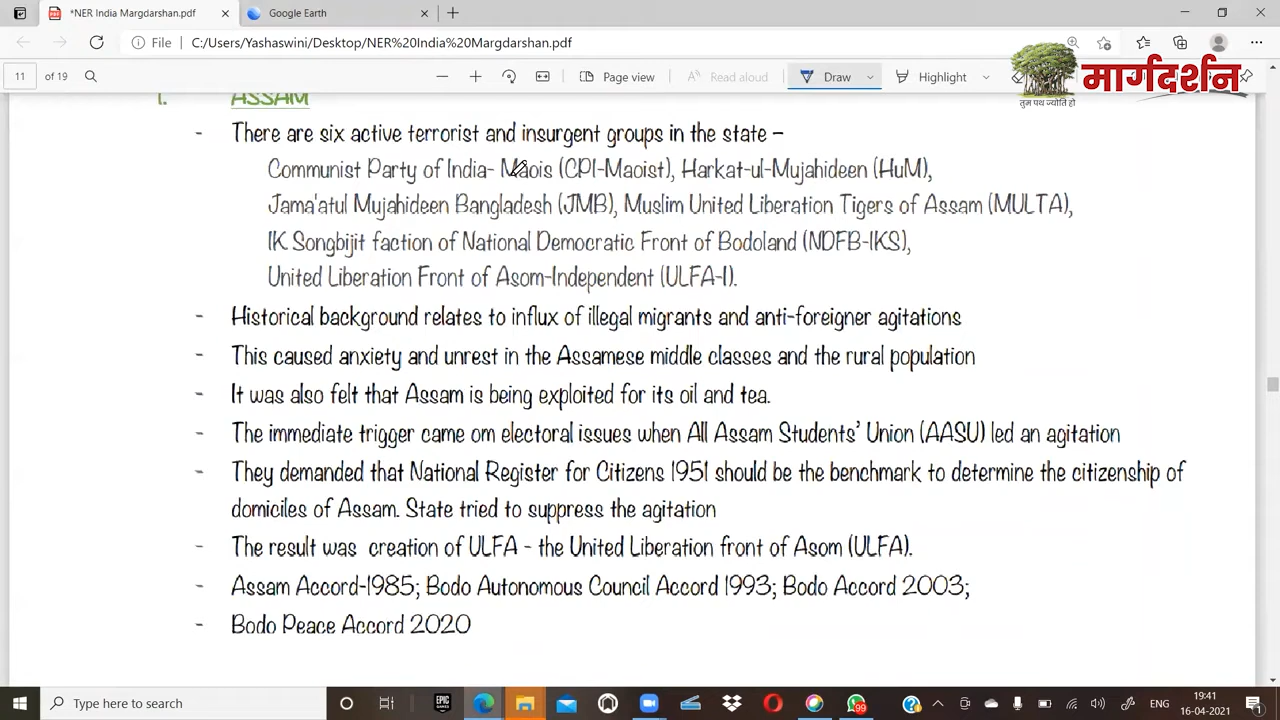 *NER India Margdarshan.pdf
Google Earth
File
C:/Users/Yashaswini/Desktop/NER%20India%20Margdarshan.pdf
11 of 19
Page view
Read aloud
Draw
Highlight
मार्गदर्शन
तुम पथ ज्योति हो
1. ASSAM
- There are six active terrorist and insurgent groups in the state –
Communist Party of India- Maois (CPI-Maoist), Harkat-ul-Mujahideen (HuM),
Jama'atul Mujahideen Bangladesh (JMB), Muslim United Liberation Tigers of Assam (MULTA),
IK Songbijit faction of National Democratic Front of Bodoland (NDFB-IKS),
United Liberation Front of Asom-Independent (ULFA-I).
- Historical background relates to influx of illegal migrants and anti-foreigner agitations
- This caused anxiety and unrest in the Assamese middle classes and the rural population
- It was also felt that Assam is being exploited for its oil and tea.
- The immediate trigger came om electoral issues when All Assam Students' Union (AASU) led an agitation
- They demanded that National Register for Citizens 1951 should be the benchmark to determine the citizenship of
domiciles of Assam. State tried to suppress the agitation
- The result was creation of ULFA - the United Liberation front of Asom (ULFA).
- Assam Accord-1985; Bodo Autonomous Council Accord 1993; Bodo Accord 2003;
- Bodo Peace Accord 2020
Type here to search
EPIC GAMES
99
19:41
16-04-2021
1